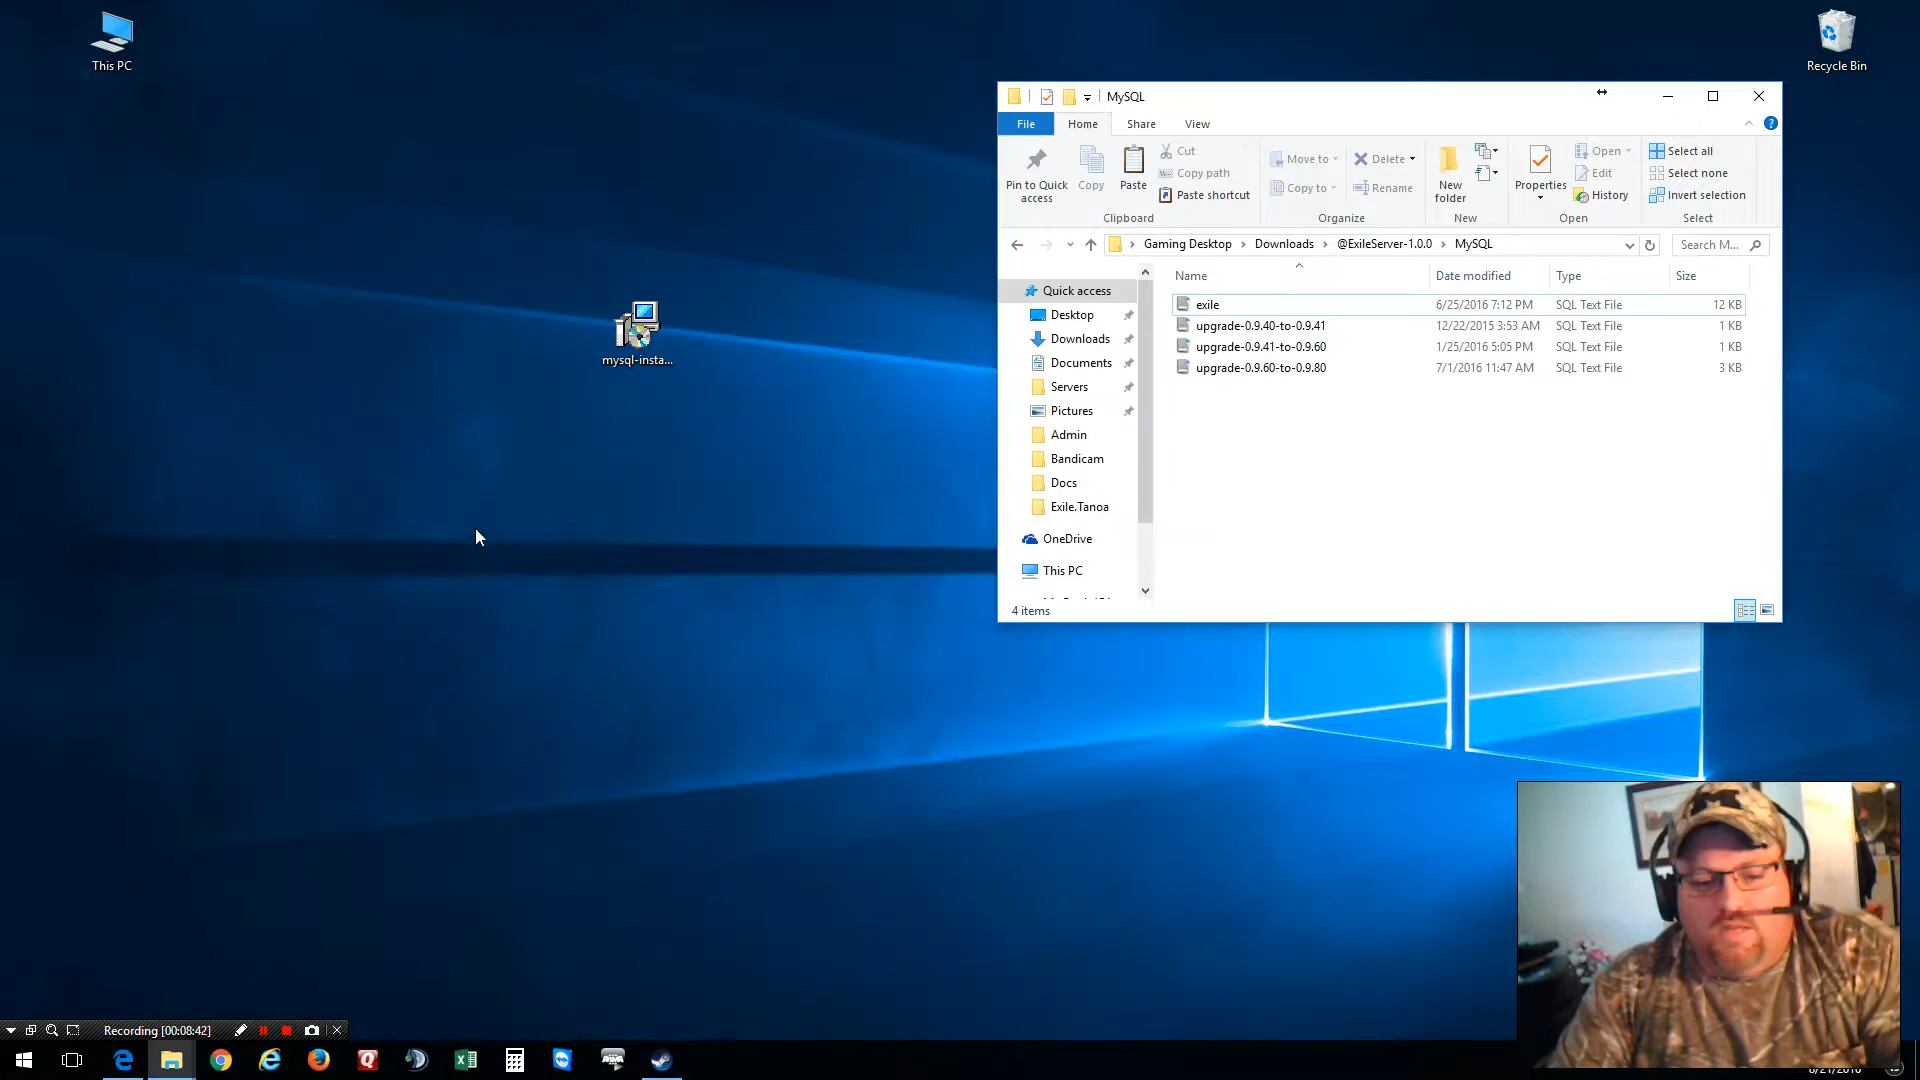 This PC
Recycle Bin
MySQL
File Home Share View
Pin to Quick access
Copy
Paste
Cut
Copy path
Paste shortcut
Clipboard
Move to
Copy to
Delete
Rename
Organize
New folder
New
Properties
Open
Edit
History
Open
Select all
Select none
Invert selection
Select
Gaming Desktop Downloads @ExileServer-1.0.0 MySQL
Search M...
Name Date modified Type Size
exile 6/25/2016 7:12 PM SQL Text File 12 KB
upgrade-0.9.40-to-0.9.41 12/22/2015 3:53 AM SQL Text File 1 KB
upgrade-0.9.41-to-0.9.60 1/25/2016 5:05 PM SQL Text File 1 KB
upgrade-0.9.60-to-0.9.80 7/1/2016 11:47 AM SQL Text File 3 KB
Quick access
Desktop
Downloads
Documents
Servers
Pictures
Admin
Bandicam
Docs
Exile.Tanoa
OneDrive
This PC
4 items
mysql-insta...
Recording [00:08:42]